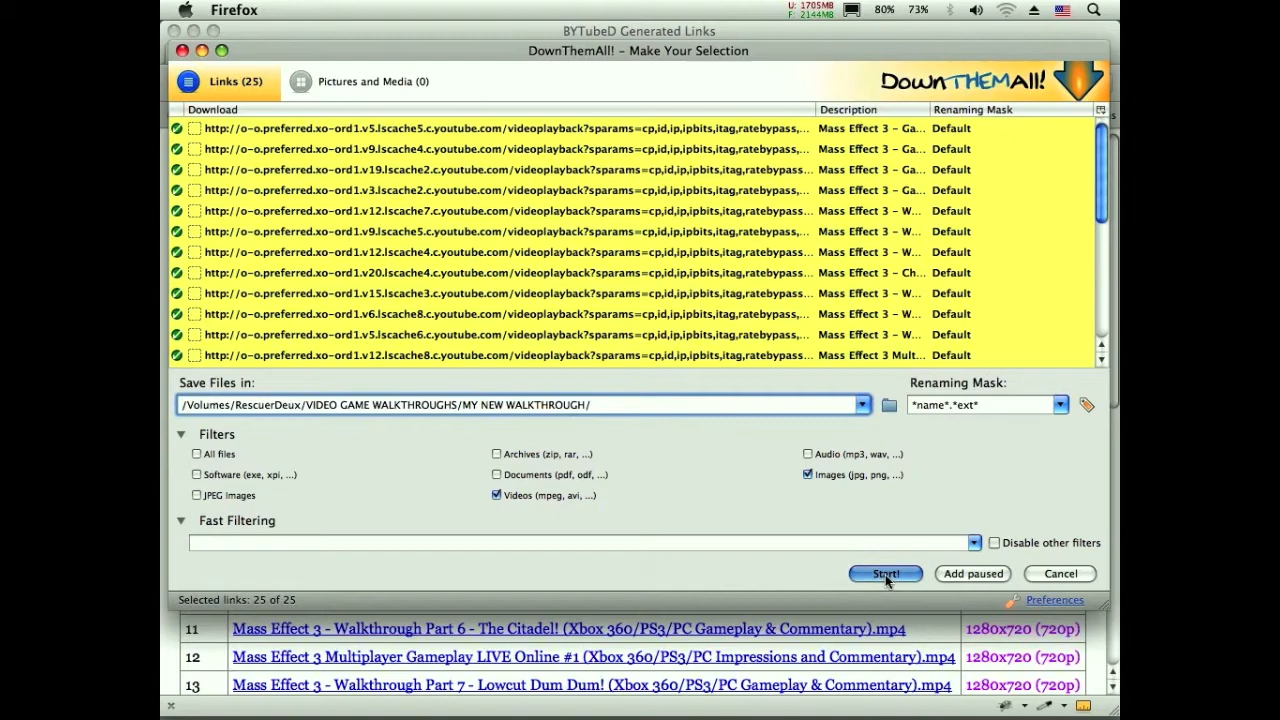 Firefox
U: 1705MB
F: 2144MB
80%
73%
BYTubeD Generated Links
DownThemAll! – Make Your Selection
Links (25)
Pictures and Media (0)
DownTHEMAll!
Download
Description
Renaming Mask
http://o-o.preferred.xo-ord1.v5.lscache5.c.youtube.com/videoplayback?sparams=cp,id,ip,ipbits,itag,ratebypass,... Mass Effect 3 – Ga... Default
http://o-o.preferred.xo-ord1.v9.lscache4.c.youtube.com/videoplayback?sparams=cp,id,ip,ipbits,itag,ratebypass,... Mass Effect 3 – Ga... Default
http://o-o.preferred.xo-ord1.v19.lscache2.c.youtube.com/videoplayback?sparams=cp,id,ip,ipbits,itag,ratebypass... Mass Effect 3 – Ga... Default
http://o-o.preferred.xo-ord1.v3.lscache2.c.youtube.com/videoplayback?sparams=cp,id,ip,ipbits,itag,ratebypass,... Mass Effect 3 – Ga... Default
http://o-o.preferred.xo-ord1.v12.lscache7.c.youtube.com/videoplayback?sparams=cp,id,ip,ipbits,itag,ratebypass... Mass Effect 3 – W... Default
http://o-o.preferred.xo-ord1.v9.lscache5.c.youtube.com/videoplayback?sparams=cp,id,ip,ipbits,itag,ratebypass,... Mass Effect 3 – W... Default
http://o-o.preferred.xo-ord1.v12.lscache4.c.youtube.com/videoplayback?sparams=cp,id,ip,ipbits,itag,ratebypass... Mass Effect 3 – W... Default
http://o-o.preferred.xo-ord1.v20.lscache4.c.youtube.com/videoplayback?sparams=cp,id,ip,ipbits,itag,ratebypass... Mass Effect 3 – Ch... Default
http://o-o.preferred.xo-ord1.v15.lscache3.c.youtube.com/videoplayback?sparams=cp,id,ip,ipbits,itag,ratebypass... Mass Effect 3 – W... Default
http://o-o.preferred.xo-ord1.v6.lscache8.c.youtube.com/videoplayback?sparams=cp,id,ip,ipbits,itag,ratebypass,... Mass Effect 3 – W... Default
http://o-o.preferred.xo-ord1.v5.lscache6.c.youtube.com/videoplayback?sparams=cp,id,ip,ipbits,itag,ratebypass,... Mass Effect 3 – W... Default
http://o-o.preferred.xo-ord1.v12.lscache8.c.youtube.com/videoplayback?sparams=cp,id,ip,ipbits,itag,ratebypass... Mass Effect 3 Mult... Default
Save Files in:
Renaming Mask:
/Volumes/RescuerDeux/VIDEO GAME WALKTHROUGHS/MY NEW WALKTHROUGH/
*name*.*ext*
Filters
All files
Archives (zip, rar, ...)
Audio (mp3, wav, ...)
Software (exe, xpi, ...)
Documents (pdf, odf, ...)
Images (jpg, png, ...)
JPEG Images
Videos (mpeg, avi, ...)
Fast Filtering
Disable other filters
Start!
Add paused
Cancel
Selected links: 25 of 25
Preferences
11 Mass Effect 3 - Walkthrough Part 6 - The Citadel! (Xbox 360/PS3/PC Gameplay & Commentary).mp4 1280x720 (720p)
12 Mass Effect 3 Multiplayer Gameplay LIVE Online #1 (Xbox 360/PS3/PC Impressions and Commentary).mp4 1280x720 (720p)
13 Mass Effect 3 - Walkthrough Part 7 - Lowcut Dum Dum! (Xbox 360/PS3/PC Gameplay & Commentary).mp4 1280x720 (720p)